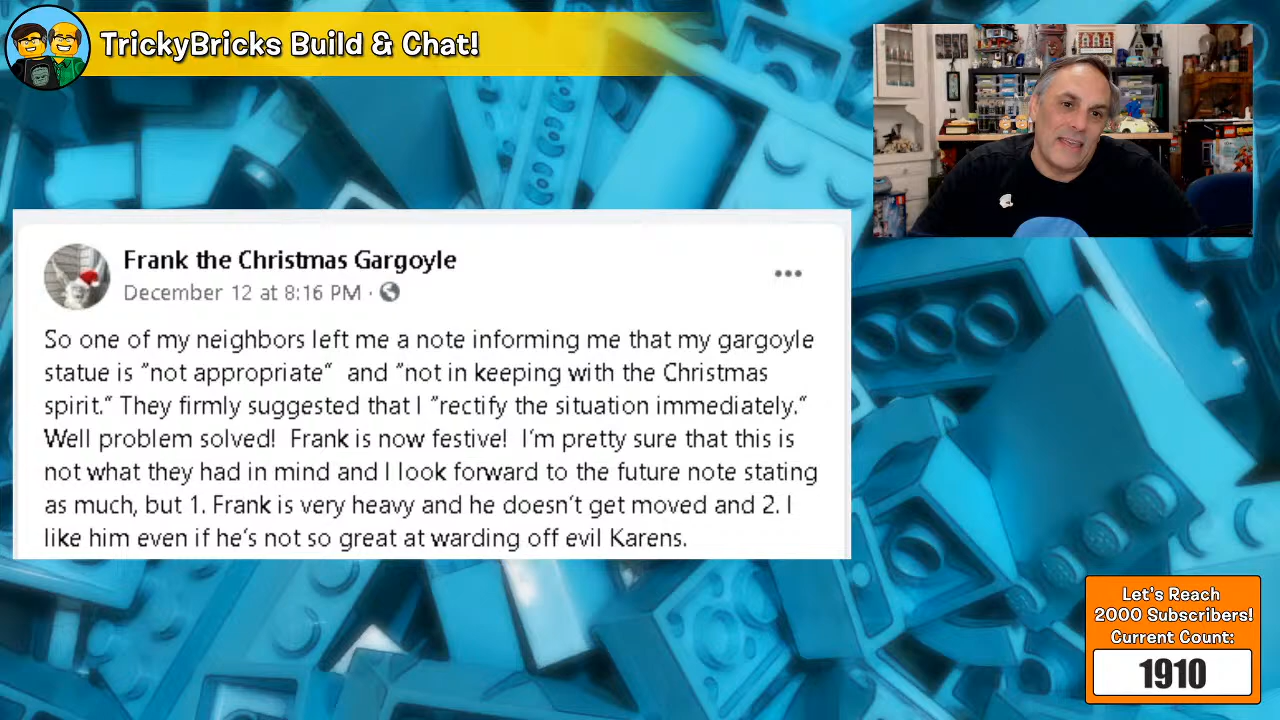 TrickyBricks Build & Chat!
Frank the Christmas Gargoyle
December 12 at 8:16 PM ·
So one of my neighbors left me a note informing me that my gargoyle
statue is "not appropriate" and "not in keeping with the Christmas
spirit." They firmly suggested that I "rectify the situation immediately."
Well problem solved! Frank is now festive! I'm pretty sure that this is
not what they had in mind and I look forward to the future note stating
as much, but 1. Frank is very heavy and he doesn't get moved and 2. I
like him even if he's not so great at warding off evil Karens.
Let's Reach
2000 Subscribers!
Current Count:
1910